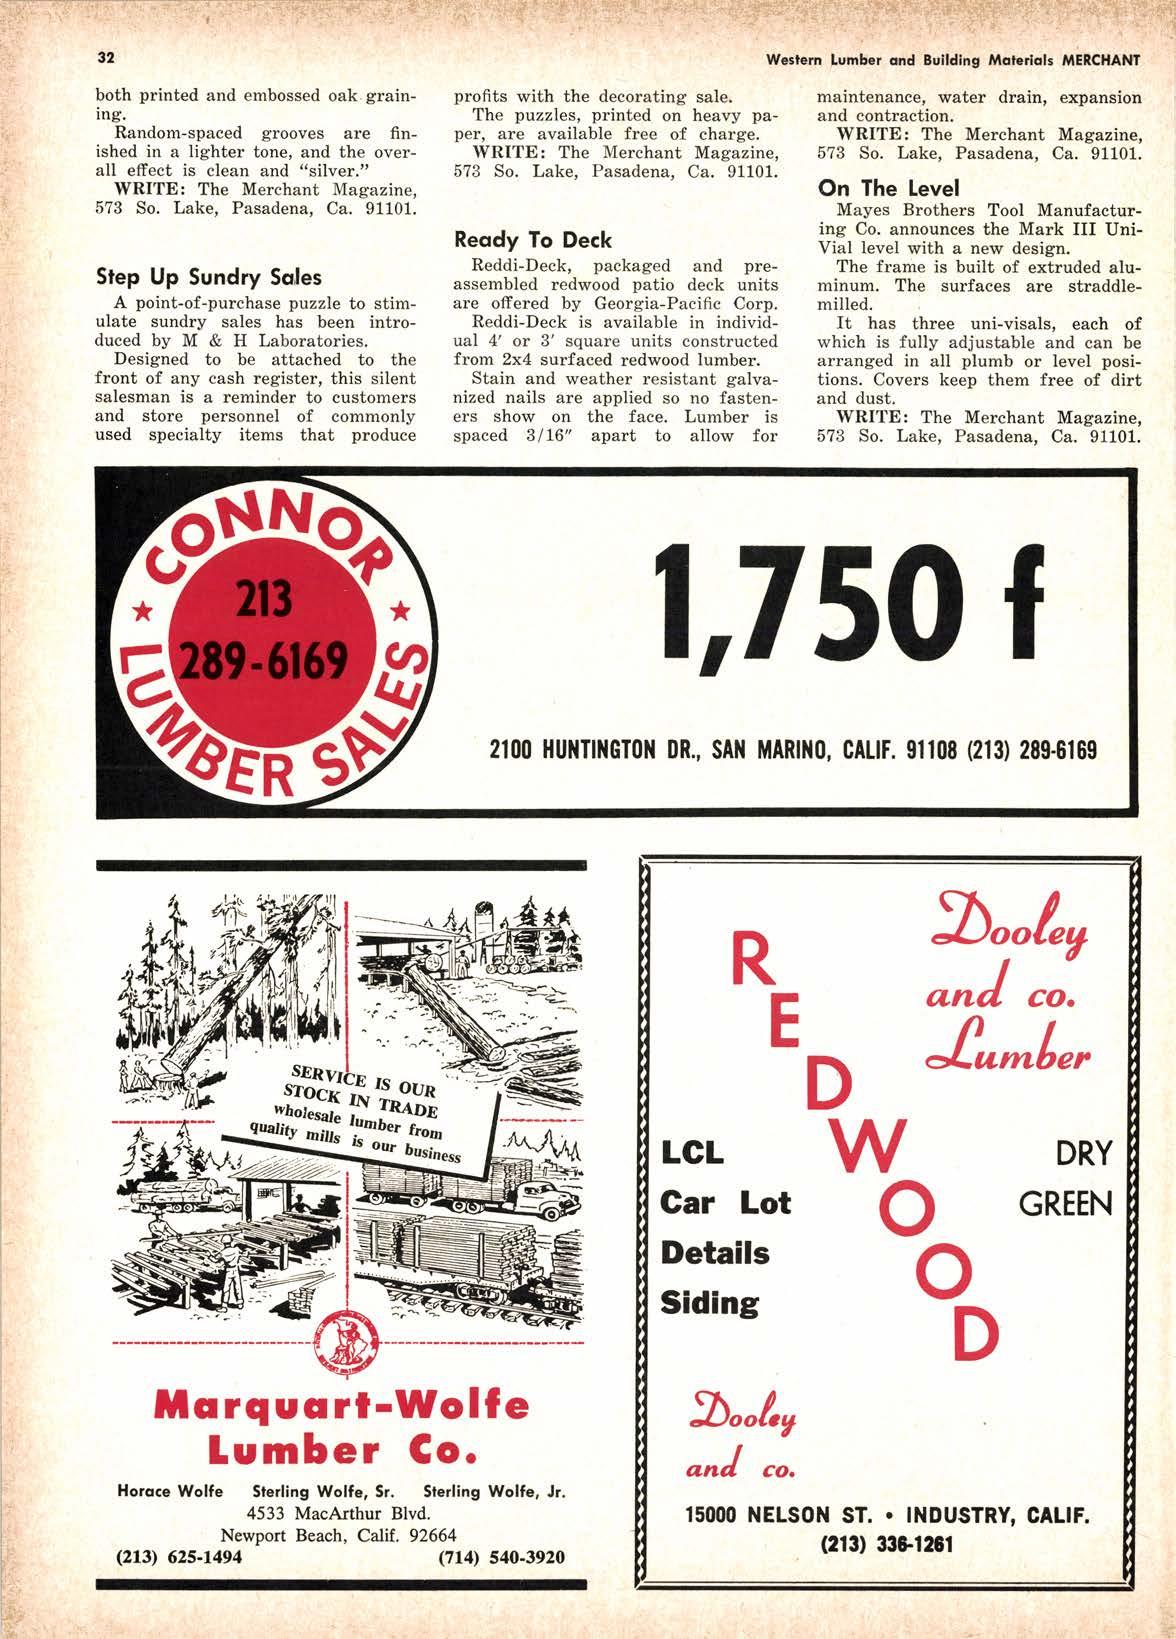 32
Western Lumber and Building Materials MERCHANT
both printed and embossed oak grain-
ing.
Random-spaced grooves are fin-
ished in a lighter tone, and the over-
all effect is clean and "silver."
WRITE: The Merchant Magazine,
573 So. Lake, Pasadena, Ca. 91101.
Step Up Sundry Sales
A point-of-purchase puzzle to stim-
ulate sundry sales has been intro-
duced by M & H Laboratories.
Designed to be attached to the
front of any cash register, this silent
salesman is a reminder to customers
and store personnel of commonly
used specialty items that produce
profits with the decorating sale.
The puzzles, printed on heavy pa-
per, are available free of charge.
WRITE: The Merchant Magazine,
573 So. Lake, Pasadena, Ca. 91101.
Ready To Deck
Reddi-Deck, packaged and pre-
assembled redwood patio deck units
are offered by Georgia-Pacific Corp.
Reddi-Deck is available in individ-
ual 4' or 3' square units constructed
from 2x4 surfaced redwood lumber.
Stain and weather resistant galva-
nized nails are applied so no fasten-
ers show on the face. Lumber is
spaced 3/16" apart to allow for
maintenance, water drain, expansion
and contraction.
WRITE: The Merchant Magazine,
573 So. Lake, Pasadena, Ca. 91101.
On The Level
Mayes Brothers Tool Manufactur-
ing Co. announces the Mark III Uni-
Vial level with a new design.
The frame is built of extruded alu-
minum. The surfaces are straddle-
milled.
It has three uni-visals, each of
which is fully adjustable and can be
arranged in all plumb or level posi-
tions. Covers keep them free of dirt
and dust.
WRITE: The Merchant Magazine,
573 So. Lake, Pasadena, Ca. 91101.
CONNOR
213
289-6169
LUMBER SALES
1,750 f
2100 HUNTINGTON DR., SAN MARINO, CALIF. 91108 (213) 289-6169
SERVICE IS OUR
STOCK IN TRADE
wholesale lumber from
quality mills is our business
Marquart-Wolfe
Lumber Co.
Horace Wolfe Sterling Wolfe, Sr. Sterling Wolfe, Jr.
4533 MacArthur Blvd.
Newport Beach, Calif. 92664
(213) 625-1494 (714) 540-3920
Dooley
and co.
Lumber
REDWOOD
LCL
Car Lot
Details
Siding
DRY
GREEN
Dooley
and co.
15000 NELSON ST. • INDUSTRY, CALIF.
(213) 336-1261